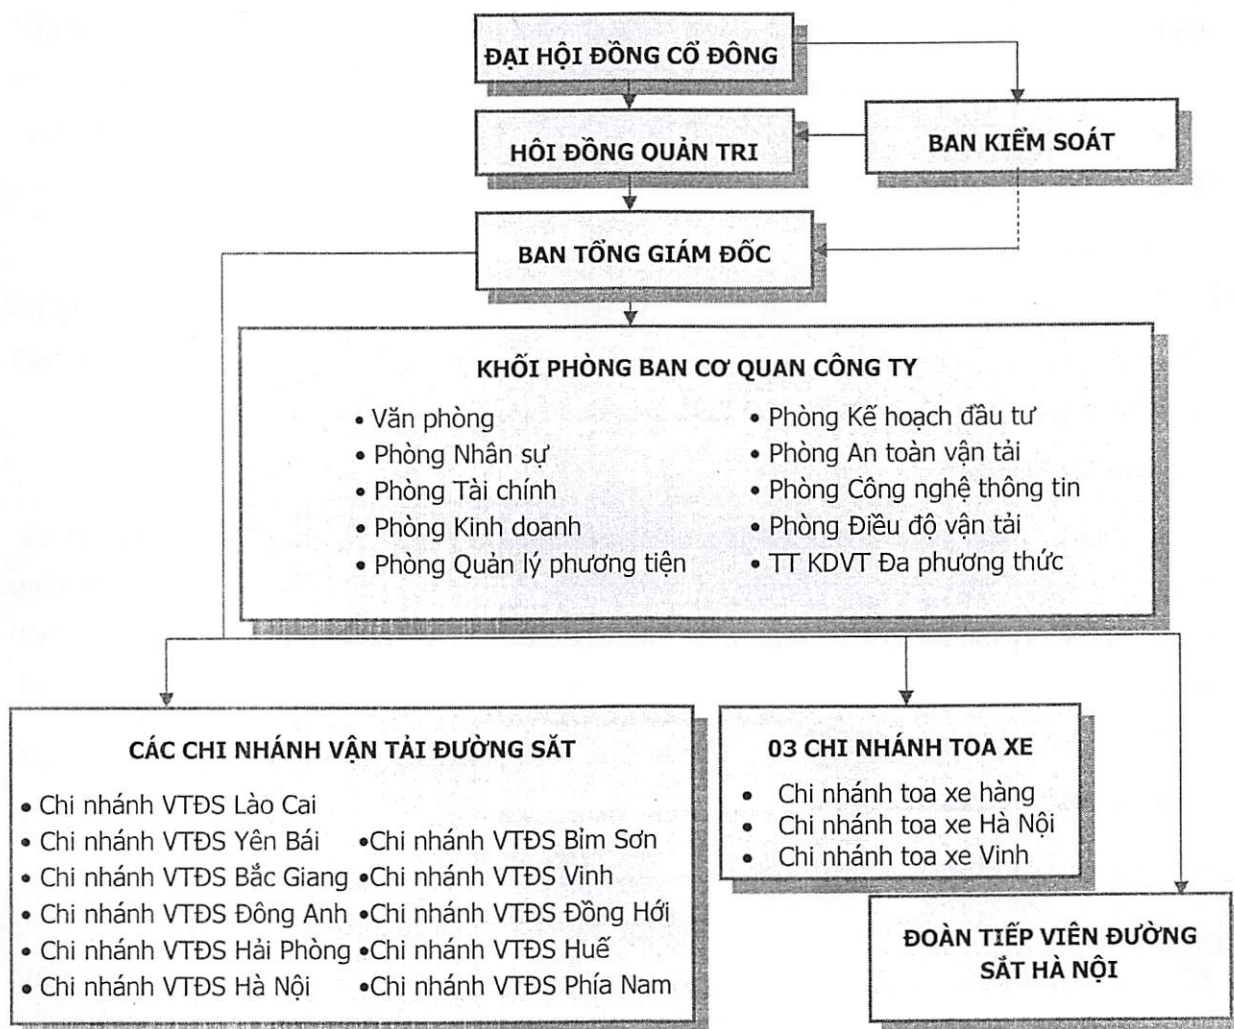 ĐẠI HỘI ĐỒNG CỔ ĐÔNG
HÔI ĐỒNG QUẢN TRI
BAN KIỂM SOÁT
BAN TỔNG GIÁM ĐỐC
KHỐI PHÒNG BAN CƠ QUAN CÔNG TY
• Văn phòng
• Phòng Nhân sự
• Phòng Tài chính
• Phòng Kinh doanh
• Phòng Quản lý phương tiện
• Phòng Kế hoạch đầu tư
• Phòng An toàn vận tải
• Phòng Công nghệ thông tin
• Phòng Điều độ vận tải
• TT KDVT Đa phương thức
CÁC CHI NHÁNH VẬN TẢI ĐƯỜNG SẮT
• Chi nhánh VTĐS Lào Cai
• Chi nhánh VTĐS Yên Bái
• Chi nhánh VTĐS Bắc Giang
• Chi nhánh VTĐS Đông Anh
• Chi nhánh VTĐS Hải Phòng
• Chi nhánh VTĐS Hà Nội
•Chi nhánh VTĐS Bỉm Sơn
•Chi nhánh VTĐS Vinh
•Chi nhánh VTĐS Đồng Hới
•Chi nhánh VTĐS Huế
•Chi nhánh VTĐS Phía Nam
03 CHI NHÁNH TOA XE
• Chi nhánh toa xe hàng
• Chi nhánh toa xe Hà Nội
• Chi nhánh toa xe Vinh
ĐOÀN TIẾP VIÊN ĐƯỜNG
SẮT HÀ NỘI